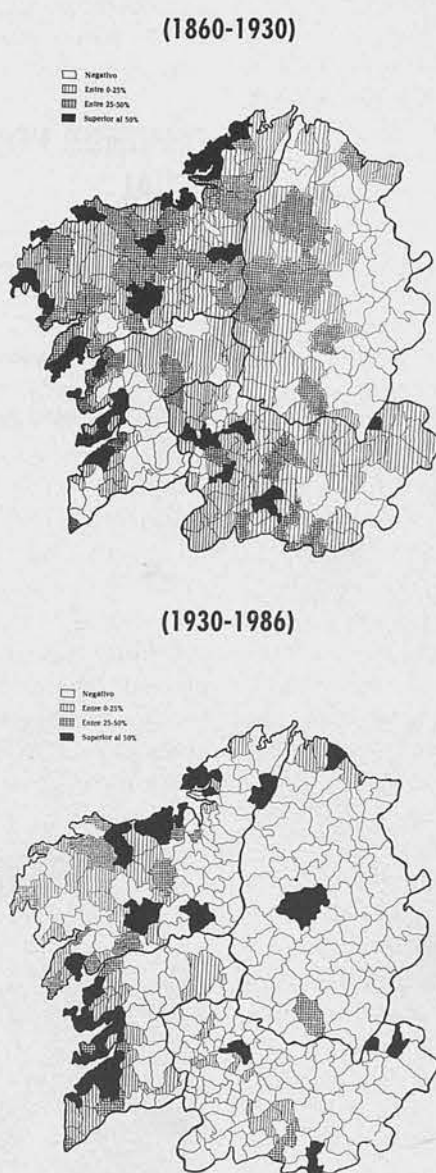 (1860-1930)
Negativo
Entre 0-25%
Entre 25-50%
Superior al 50%
(1930-1986)
Negativo
Entre 0-25%
Entre 25-50%
Superior al 50%